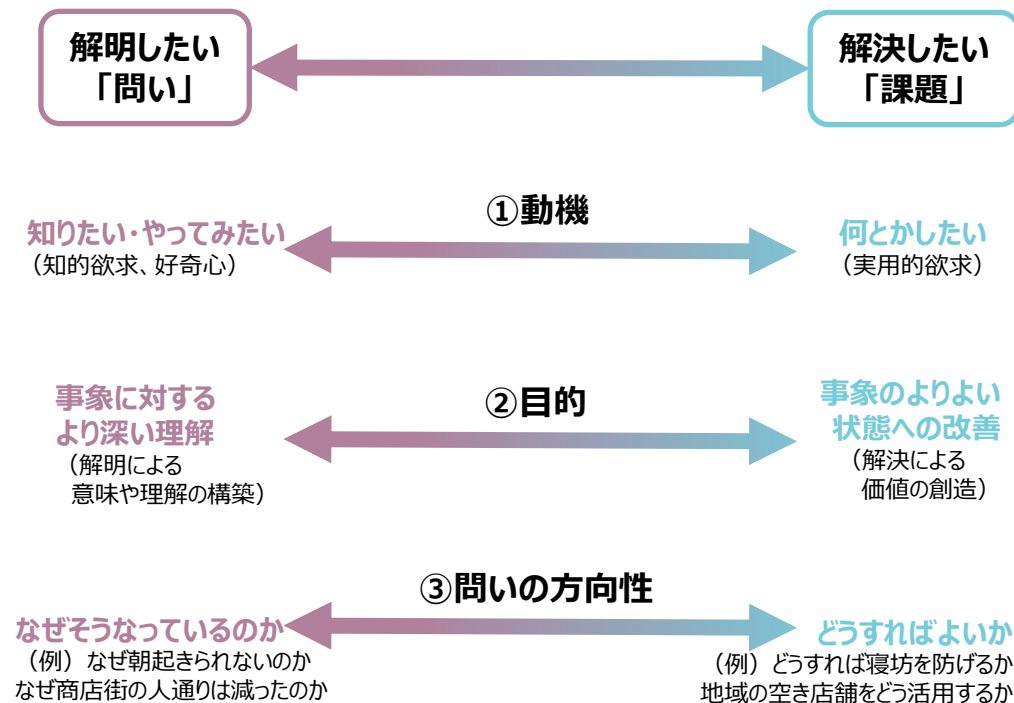 解明したい
「問い」
解決したい
「課題」
①動機
知りたい・やってみたい
（知的欲求、好奇心）
何とかしたい
（実用的欲求）
②目的
事象に対する
より深い理解
（解明による
意味や理解の構築）
事象のよりよい
状態への改善
（解決による
価値の創造）
③問いの方向性
なぜそうなっているのか
（例）なぜ朝起きられないのか
なぜ商店街の人通りは減ったのか
どうすればよいか
（例）どうすれば寝坊を防げるか
地域の空き店舗をどう活用するか